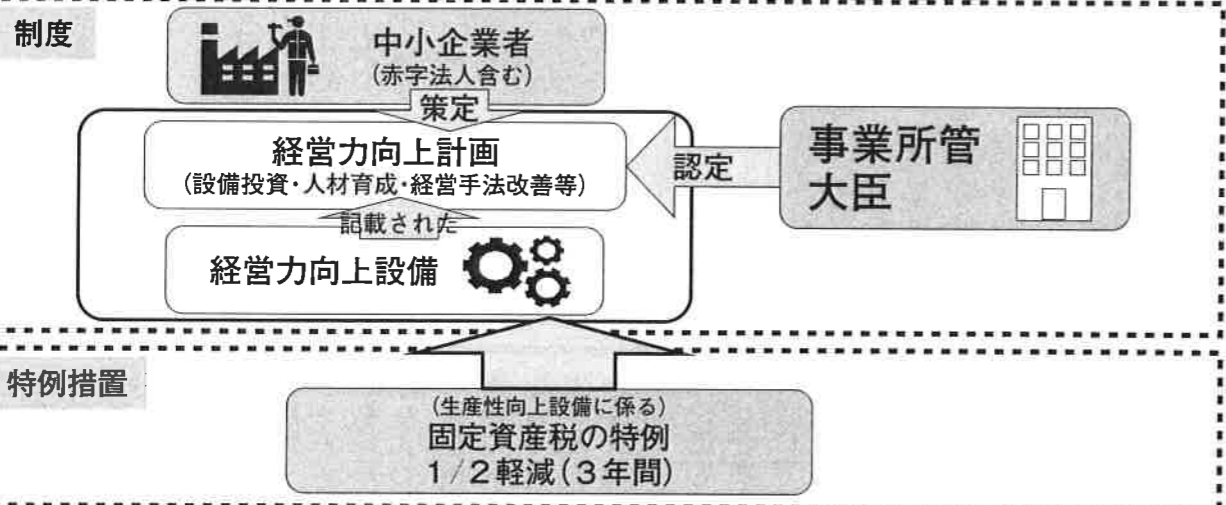 制度
中小企業者
(赤字法人含む)
策定
経営力向上計画
(設備投資・人材育成・経営手法改善等)
認定
事業所管
大臣
記載された
経営力向上設備
特例措置
(生産性向上設備に係る)
固定資産税の特例
1/2軽減(3年間)